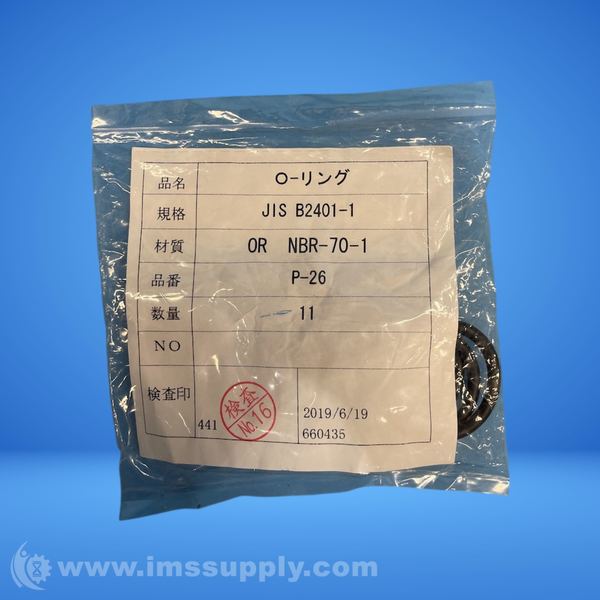 品名 O-リング
規格 JIS B2401-1
材質 OR NBR-70-1
品番 P-26
数量 11
NO
検査印 441 検査 No.16 2019/6/19
660435
www.imssupply.com